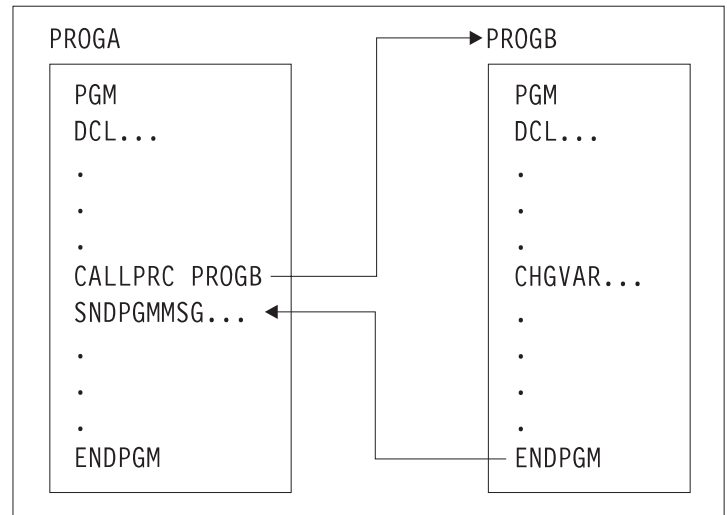 PROGA
PGM
DCL...
.
.
.
CALLPRC PROGB
SNDPGMMSG...
.
.
.
ENDPGM
PROGB
PGM
DCL...
.
.
.
CHGVAR...
.
.
.
ENDPGM